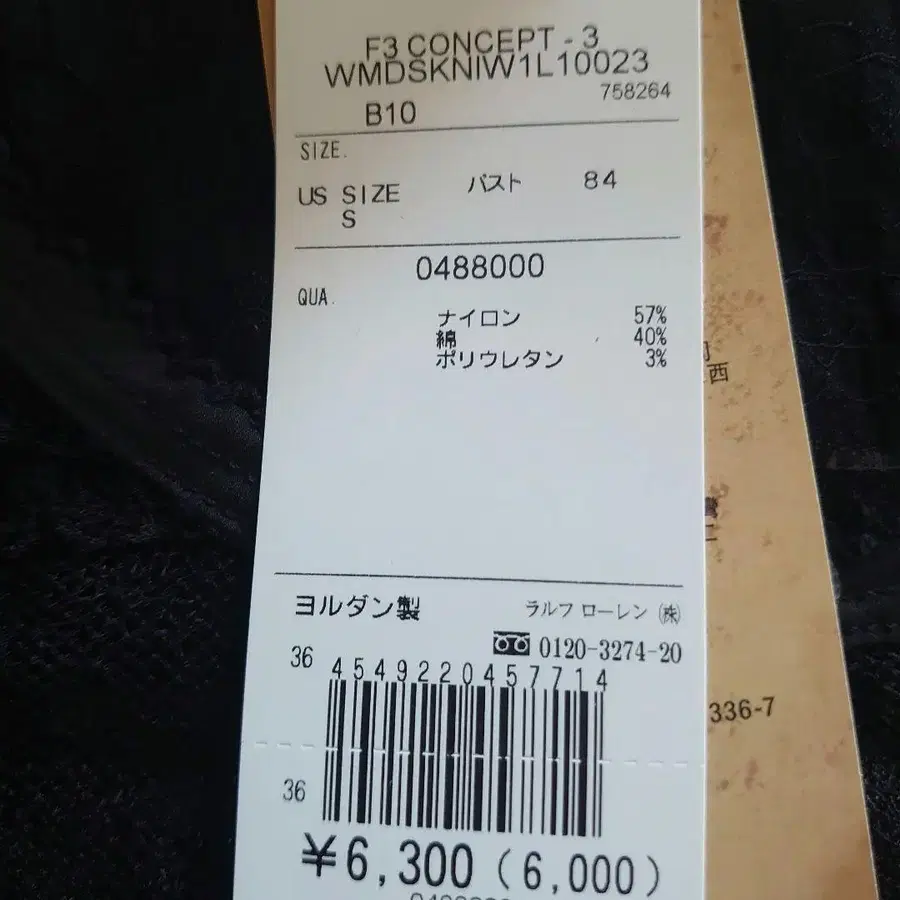 F3 CONCEPT - 3
WMDSKNIW1L10023
758264
B10
SIZE.
US SIZE バスト 84
S
0488000
QUA.
ナイロン 57%
綿 40%
ポリウレタン 3%
ヨルダン製 ラルフ ローレン ㈱
0120-3274-20
36 4549220457714
36
¥6,300 (6,000)
西
336-7